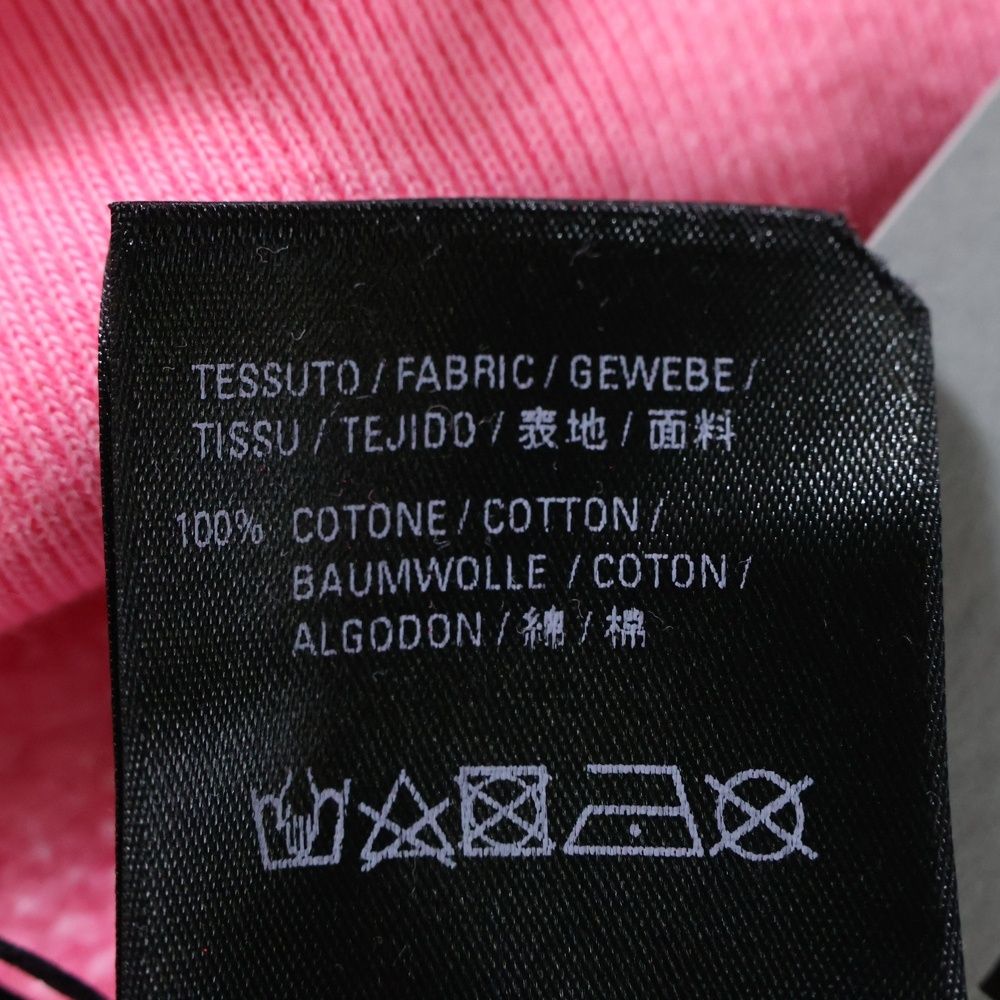 TESSUTO / FABRIC / GEWEBE /
TISSU / TEJIDO / 表地 / 面料
100% COTONE / COTTON /
BAUMWOLLE / COTON /
ALGODON / 綿 / 棉